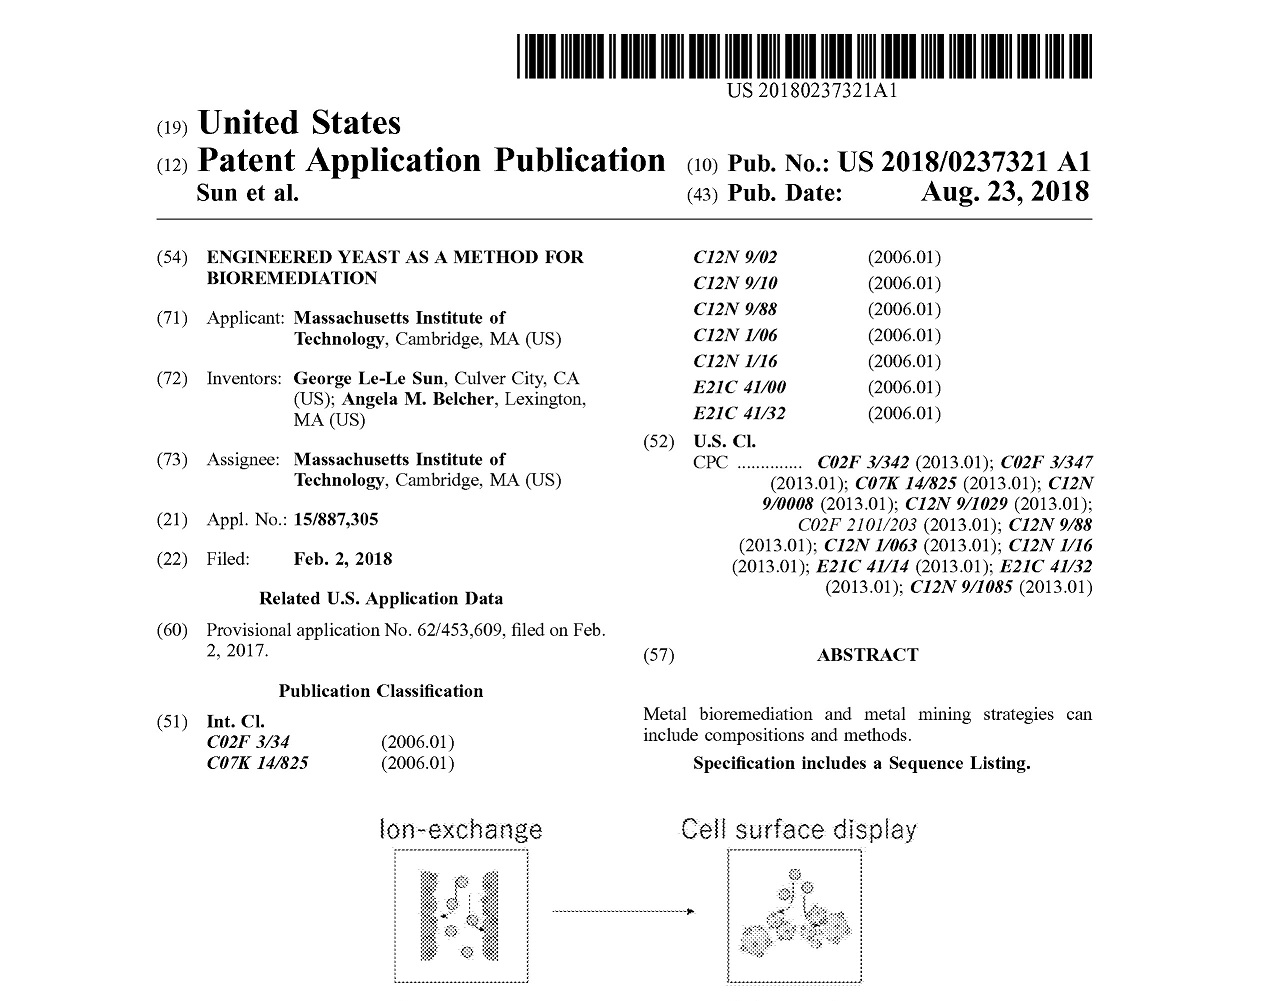 US 20180237321A1
(19) United States
(12) Patent Application Publication
Sun et al.
(10) Pub. No.: US 2018/0237321 A1
(43) Pub. Date: Aug. 23, 2018
(54) ENGINEERED YEAST AS A METHOD FOR
BIOREMEDIATION
(71) Applicant: Massachusetts Institute of
Technology, Cambridge, MA (US)
(72) Inventors: George Le-Le Sun, Culver City, CA
(US); Angela M. Belcher, Lexington,
MA (US)
(73) Assignee: Massachusetts Institute of
Technology, Cambridge, MA (US)
(21) Appl. No.: 15/887,305
(22) Filed: Feb. 2, 2018
Related U.S. Application Data
(60) Provisional application No. 62/453,609, filed on Feb.
2, 2017.
Publication Classification
(51) Int. Cl.
C02F 3/34 (2006.01)
C07K 14/825 (2006.01)
C12N 9/02 (2006.01)
C12N 9/10 (2006.01)
C12N 9/88 (2006.01)
C12N 1/06 (2006.01)
C12N 1/16 (2006.01)
E21C 41/00 (2006.01)
E21C 41/32 (2006.01)
(52) U.S. Cl.
CPC ............. C02F 3/342 (2013.01); C02F 3/347
(2013.01); C07K 14/825 (2013.01); C12N
9/0008 (2013.01); C12N 9/1029 (2013.01);
C02F 2101/203 (2013.01); C12N 9/88
(2013.01); C12N 1/063 (2013.01); C12N 1/16
(2013.01); E21C 41/14 (2013.01); E21C 41/32
(2013.01); C12N 9/1085 (2013.01)
(57) ABSTRACT
Metal bioremediation and metal mining strategies can
include compositions and methods.
Specification includes a Sequence Listing.
Ion-exchange
Cell surface display